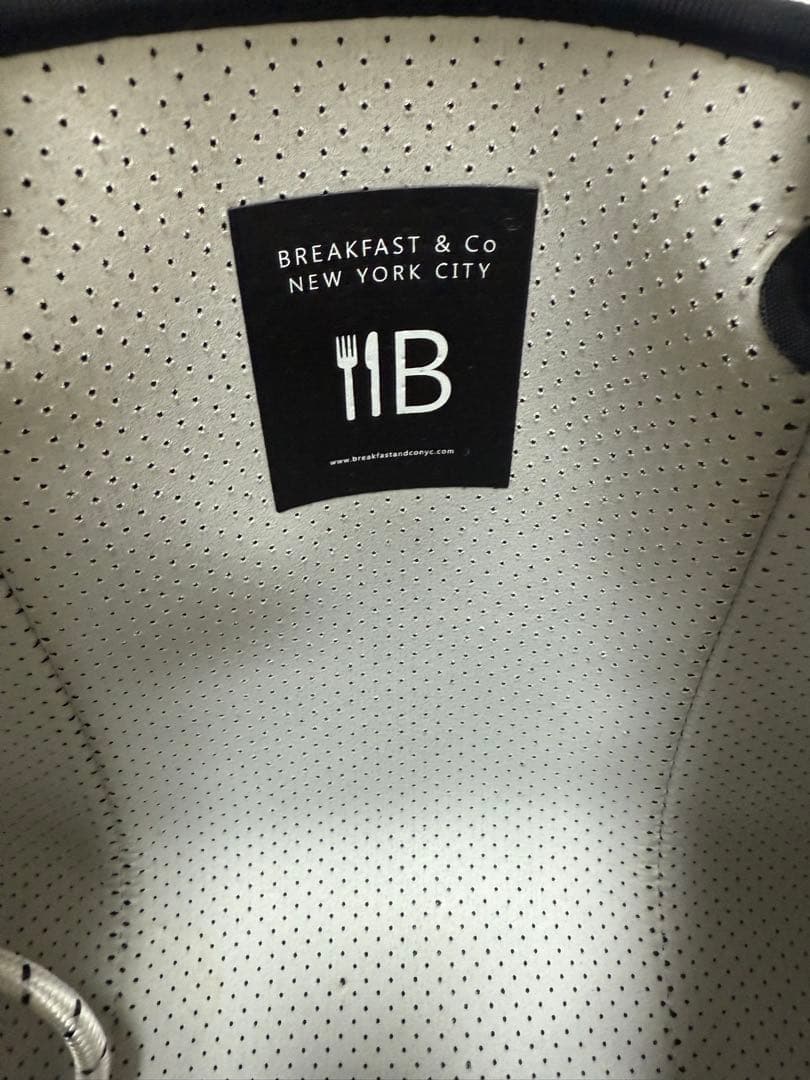 BREAKFAST & Co
NEW YORK CITY
B
www.breakfastandconyc.com